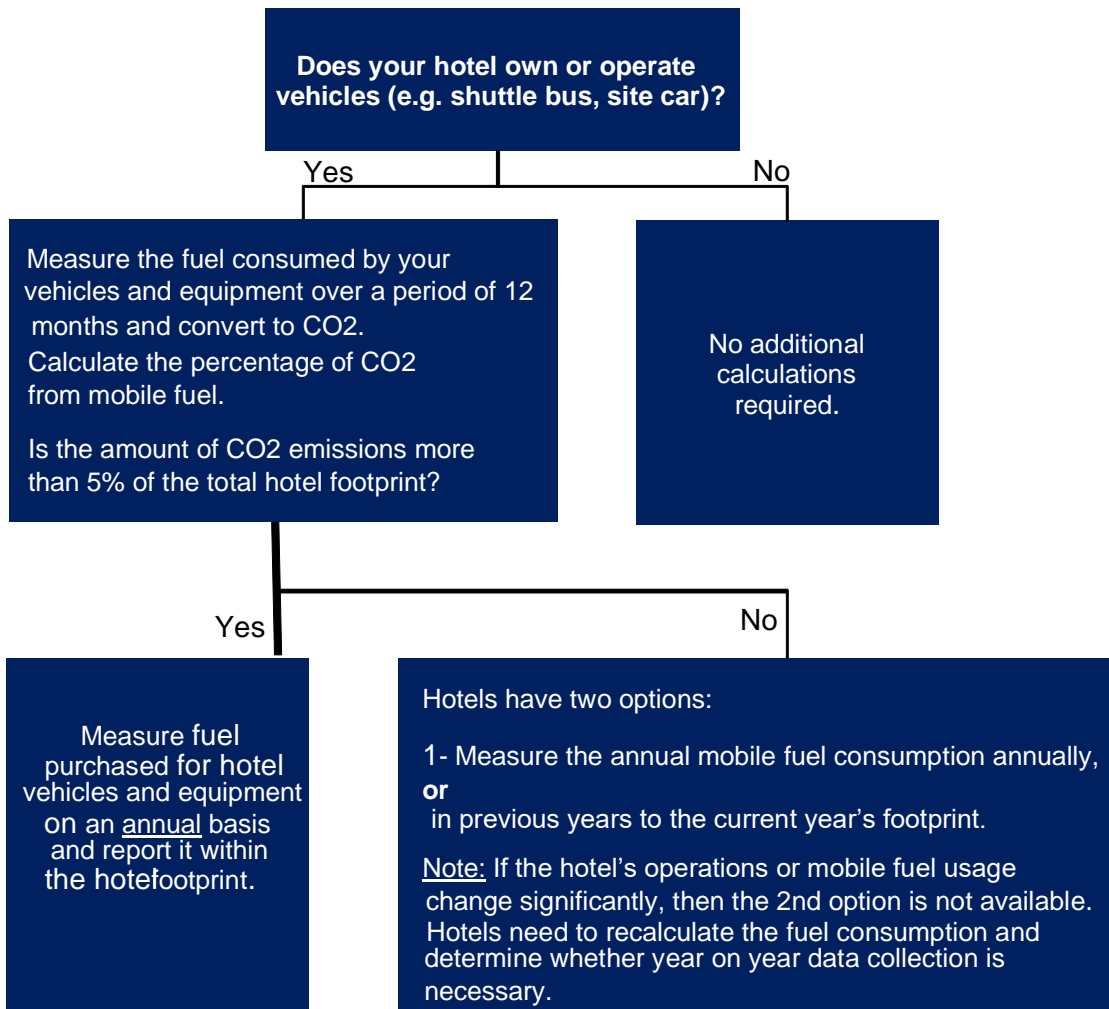 Does your hotel own or operate
vehicles (e.g. shuttle bus, site car)?
Yes
No
Measure the fuel consumed by your
vehicles and equipment over a period of 12
months and convert to CO2.
Calculate the percentage of CO2
from mobile fuel.
Is the amount of CO2 emissions more
than 5% of the total hotel footprint?
No additional
calculations
required.
Yes
No
Measure fuel
purchased for hotel
vehicles and equipment
on an annual basis
and report it within
the hotel footprint.
Hotels have two options:
1- Measure the annual mobile fuel consumption annually,
or
in previous years to the current year’s footprint.
Note: If the hotel’s operations or mobile fuel usage
change significantly, then the 2nd option is not available.
Hotels need to recalculate the fuel consumption and
determine whether year on year data collection is
necessary.